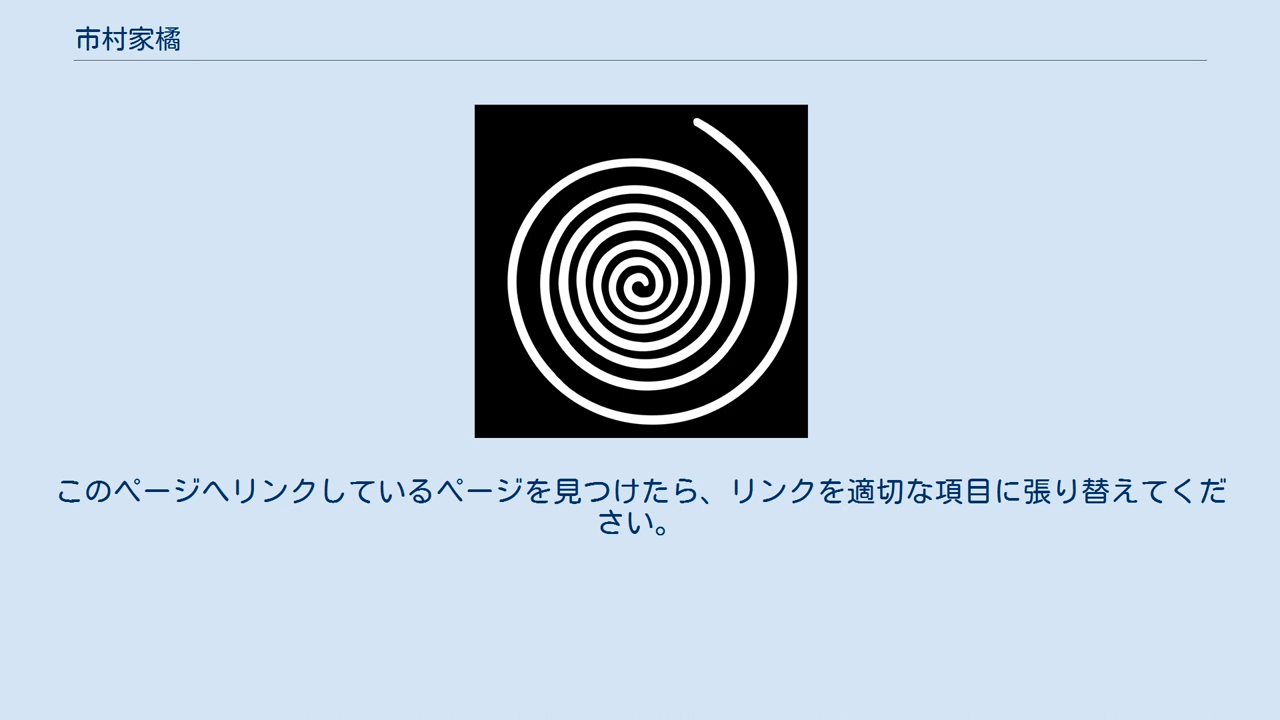 市村家橘
このページへリンクしているページを見つけたら、リンクを適切な項目に張り替えてくだ
さい。